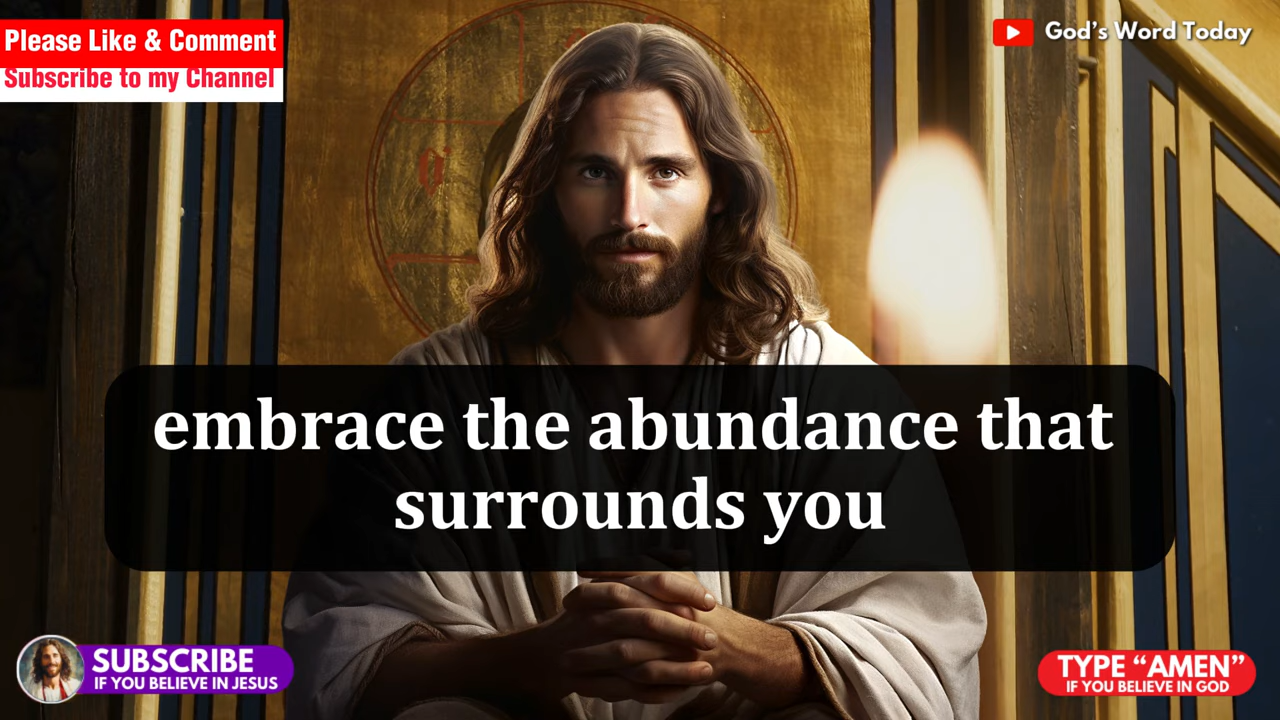 Please Like & Comment
Subscribe to my Channel
God's Word Today
embrace the abundance that
surrounds you
SUBSCRIBE
IF YOU BELIEVE IN JESUS
TYPE “AMEN”
IF YOU BELIEVE IN GOD